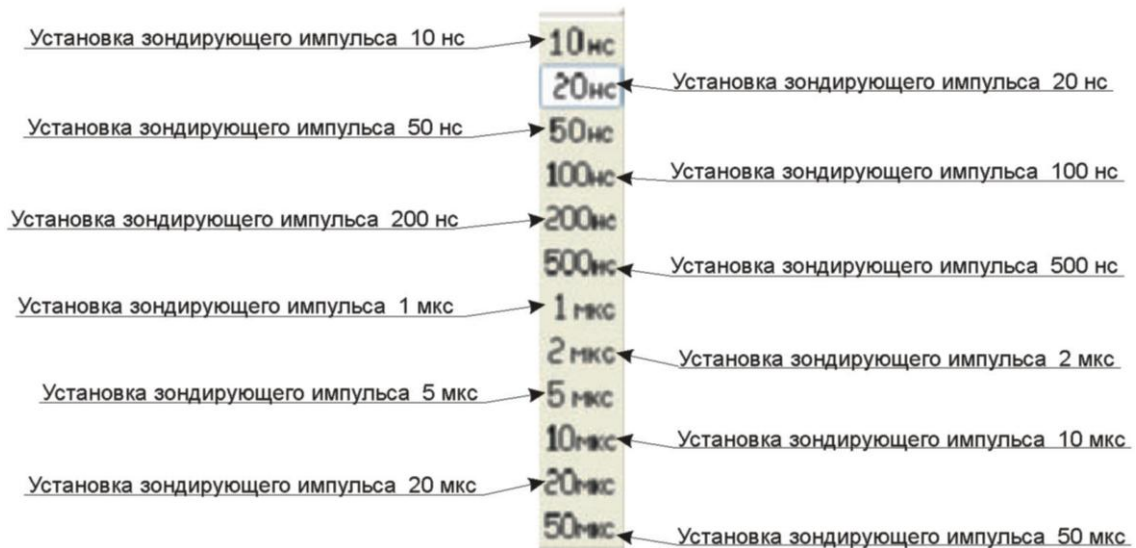 Установка зондирующего импульса 10 нс
10нс
20нс
Установка зондирующего импульса 20 нс
Установка зондирующего импульса 50 нс
50нс
100нс
Установка зондирующего импульса 100 нс
Установка зондирующего импульса 200 нс
200нс
500нс
Установка зондирующего импульса 500 нс
Установка зондирующего импульса 1 мкс
1 мкс
2 мкс
Установка зондирующего импульса 2 мкс
Установка зондирующего импульса 5 мкс
5 мкс
10мкс
Установка зондирующего импульса 10 мкс
Установка зондирующего импульса 20 мкс
20мкс
50мкс
Установка зондирующего импульса 50 мкс